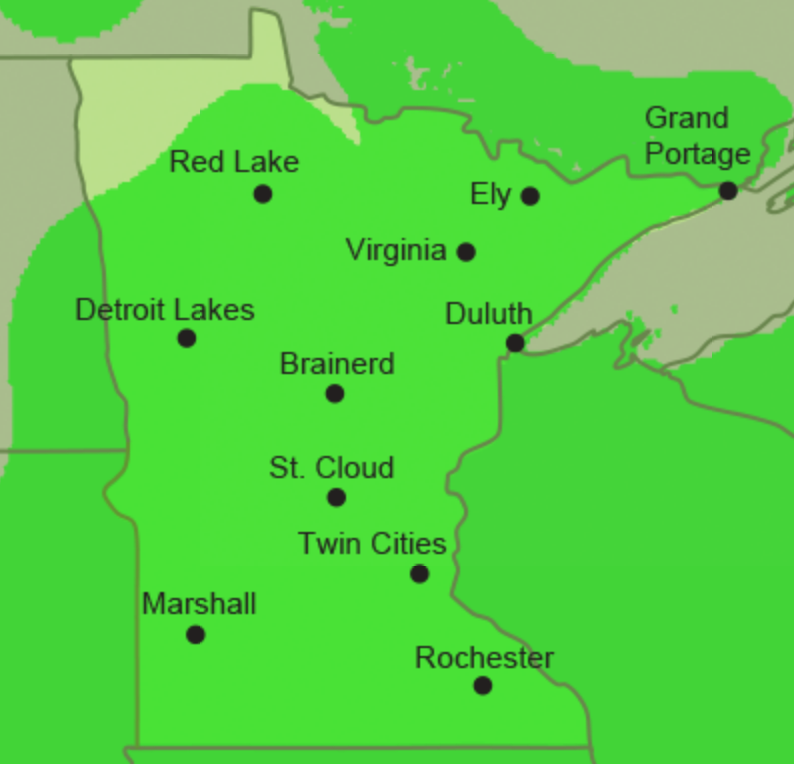 Grand
Portage
Red Lake
Ely
Virginia
Detroit Lakes
Duluth
Brainerd
St. Cloud
Twin Cities
Marshall
Rochester